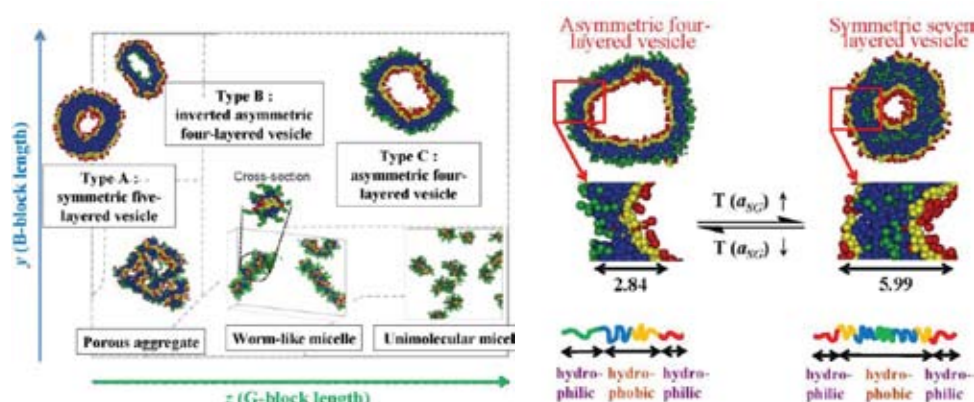 y (B-block length)
Type B :
inverted asymmetric
four-layered vesicle
Type A :
symmetric five-
layered vesicle
Type C :
asymmetric four-
layered vesicle
Cross-section
Porous aggregate
Worm-like micelle
Unimolecular micel
z (G-block length)
Asymmetric four-
layered vesicle
Symmetric seven
layered vesicle
T (aSG) ↑
T (aSG) ↓
2.84
5.99
hydro-
philic
hydro-
phobic
hydro-
philic
hydro-
philic
hydro-
phobic
hydro-
philic